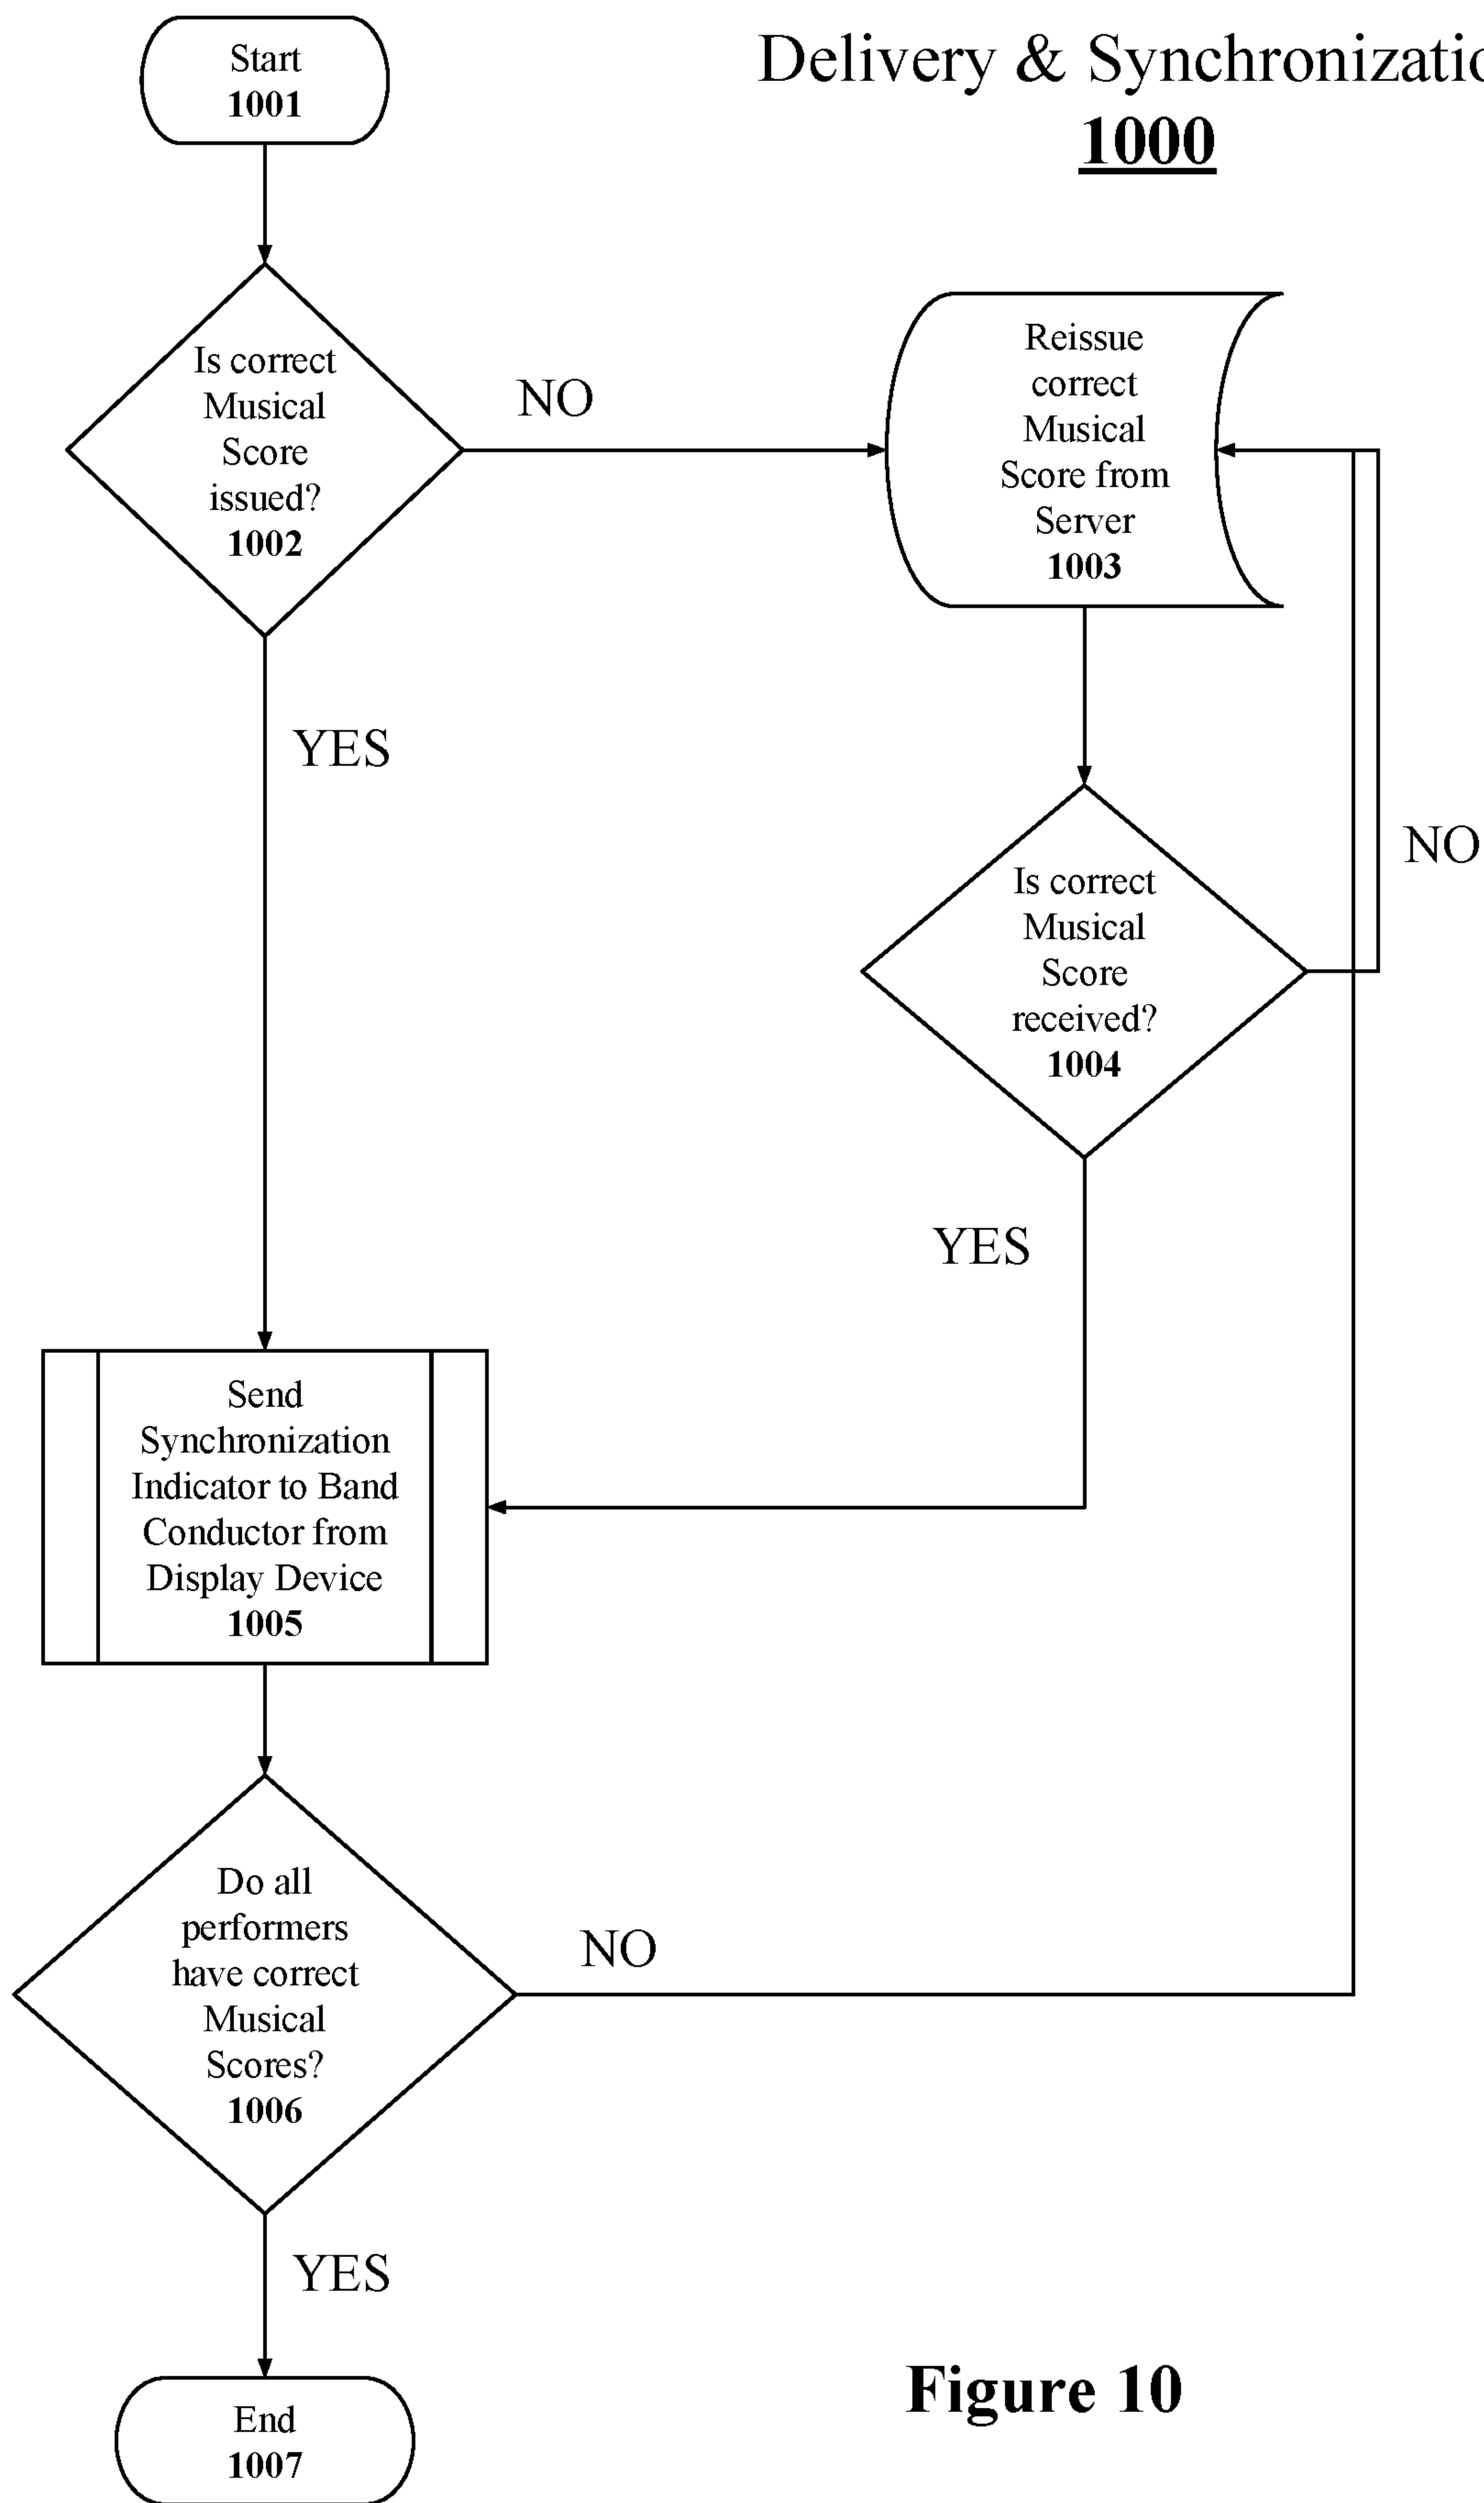 Start
1001
Delivery & Synchronizatio
1000
Is correct
Musical
Score
issued?
1002
NO
Reissue
correct
Musical
Score from
Server
1003
YES
NO
Is correct
Musical
Score
received?
1004
YES
Send
Synchronization
Indicator to Band
Conductor from
Display Device
1005
Do all
performers
have correct
Musical
Scores?
1006
NO
YES
End
1007
Figure 10